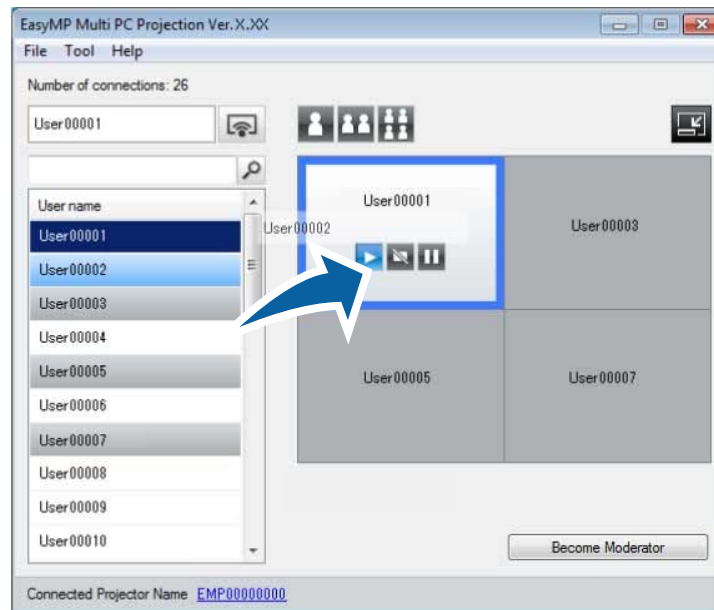 EasyMP Multi PC Projection Ver.X.XX
File Tool Help
Number of connections: 26
User00001
User name
User00001
User00002
User00003
User00004
User00005
User00006
User00007
User00008
User00009
User00010
User00002
User00001
User00003
User00005
User00007
Become Moderator
Connected Projector Name EMP00000000